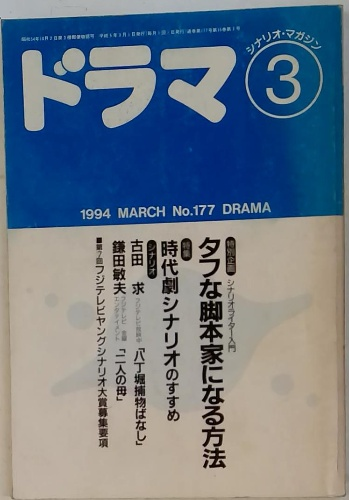 ドラマ
シナリオ・マガジン
③
1994 MARCH No.177 DRAMA
特別企画 シナリオライター入門
タフな脚本家になる方法
特集
時代劇シナリオのすすめ
シナリオ
古田 求 「八丁堀捕物ばなし」
鎌田敏夫 「二人の母」
■第7回フジテレビヤングシナリオ大賞募集要項